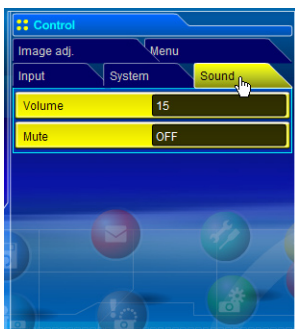 Control
Image adj. Menu
Input System Sound
Volume 15
Mute OFF